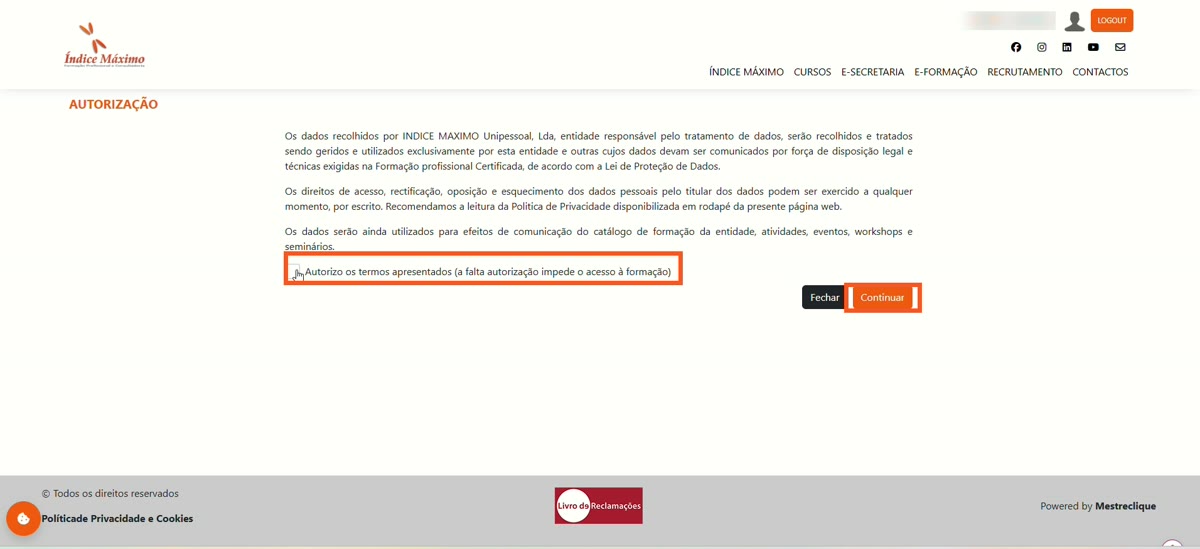 LOGOUT
Índice Máximo
ÍNDICE MÁXIMO CURSOS E-SECRETARIA E-FORMAÇÃO RECRUTAMENTO CONTACTOS
AUTORIZAÇÃO
Os dados recolhidos por INDICE MAXIMO Unipessoal, Lda, entidade responsável pelo tratamento de dados, serão recolhidos e tratados
sendo geridos e utilizados exclusivamente por esta entidade e outras cujos dados devam ser comunicados por força de disposição legal e
técnicas exigidas na Formação profissional Certificada, de acordo com a Lei de Proteção de Dados.
Os direitos de acesso, rectificação, oposição e esquecimento dos dados pessoais pelo titular dos dados podem ser exercido a qualquer
momento, por escrito. Recomendamos a leitura da Politica de Privacidade disponibilizada em rodapé da presente página web.
Os dados serão ainda utilizados para efeitos de comunicação do catálogo de formação da entidade, atividades, eventos, workshops e
seminários.
Autorizo os termos apresentados (a falta autorização impede o acesso à formação)
Fechar Continuar
© Todos os direitos reservados
Livro de Reclamações
Powered by Mestreclique
Políticade Privacidade e Cookies